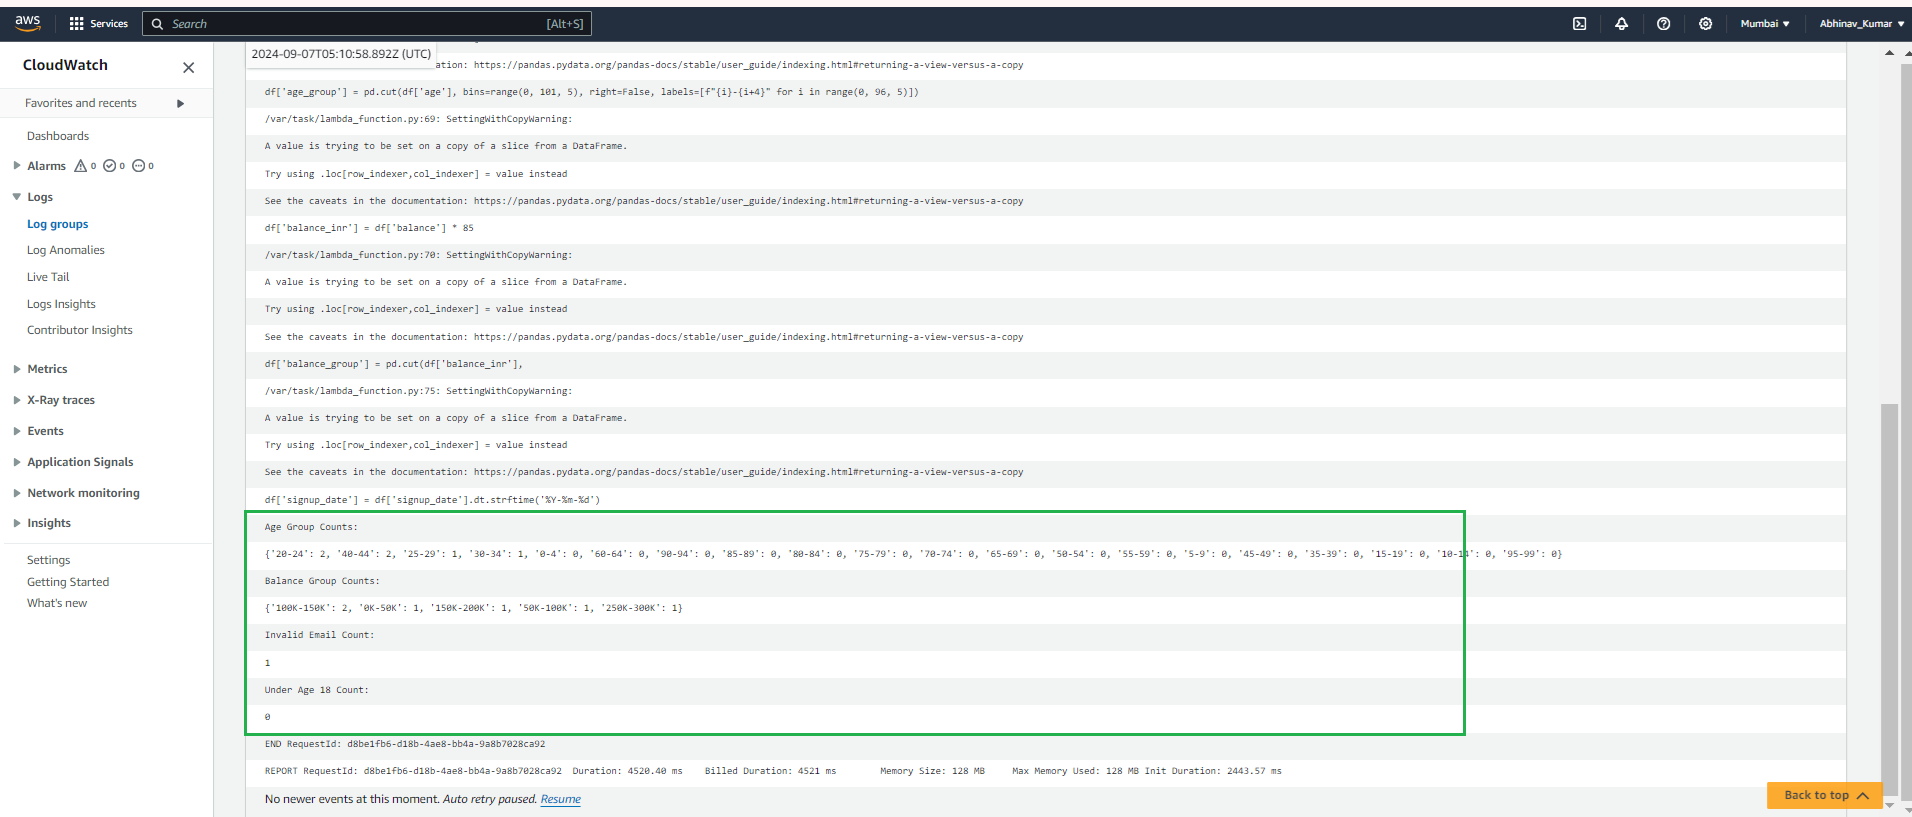 aws
Services
Search
[Alt+S]
Mumbai
Abhinav_Kumar
CloudWatch
Favorites and recents
Dashboards
Alarms 0 0 0
Logs
Log groups
Log Anomalies
Live Tail
Logs Insights
Contributor Insights
Metrics
X-Ray traces
Events
Application Signals
Network monitoring
Insights
Settings
Getting Started
What's new
2024-09-07T05:10:58.892Z (UTC)
ation: https://pandas.pydata.org/pandas-docs/stable/user_guide/indexing.html#returning-a-view-versus-a-copy
df['age_group'] = pd.cut(df['age'], bins=range(0, 101, 5), right=False, labels=[f"{i}-{i+4}" for i in range(0, 96, 5)])
/var/task/lambda_function.py:69: SettingWithCopyWarning:
A value is trying to be set on a copy of a slice from a DataFrame.
Try using .loc[row_indexer,col_indexer] = value instead
See the caveats in the documentation: https://pandas.pydata.org/pandas-docs/stable/user_guide/indexing.html#returning-a-view-versus-a-copy
df['balance_inr'] = df['balance'] * 85
/var/task/lambda_function.py:70: SettingWithCopyWarning:
A value is trying to be set on a copy of a slice from a DataFrame.
Try using .loc[row_indexer,col_indexer] = value instead
See the caveats in the documentation: https://pandas.pydata.org/pandas-docs/stable/user_guide/indexing.html#returning-a-view-versus-a-copy
df['balance_group'] = pd.cut(df['balance_inr'],
/var/task/lambda_function.py:75: SettingWithCopyWarning:
A value is trying to be set on a copy of a slice from a DataFrame.
Try using .loc[row_indexer,col_indexer] = value instead
See the caveats in the documentation: https://pandas.pydata.org/pandas-docs/stable/user_guide/indexing.html#returning-a-view-versus-a-copy
df['signup_date'] = df['signup_date'].dt.strftime('%Y-%m-%d')
Age Group Counts:
{'20-24': 2, '40-44': 2, '25-29': 1, '30-34': 1, '0-4': 0, '60-64': 0, '90-94': 0, '85-89': 0, '80-84': 0, '75-79': 0, '70-74': 0, '65-69': 0, '50-54': 0, '55-59': 0, '5-9': 0, '45-49': 0, '35-39': 0, '15-19': 0, '10-14': 0, '95-99': 0}
Balance Group Counts:
{'100K-150K': 2, '0K-50K': 1, '150K-200K': 1, '50K-100K': 1, '250K-300K': 1}
Invalid Email Count:
1
Under Age 18 Count:
0
END RequestId: d8be1fb6-d18b-4ae8-bb4a-9a8b7028ca92
REPORT RequestId: d8be1fb6-d18b-4ae8-bb4a-9a8b7028ca92 Duration: 4520.40 ms Billed Duration: 4521 ms Memory Size: 128 MB Max Memory Used: 128 MB Init Duration: 2443.57 ms
No newer events at this moment. Auto retry paused. Resume
Back to top